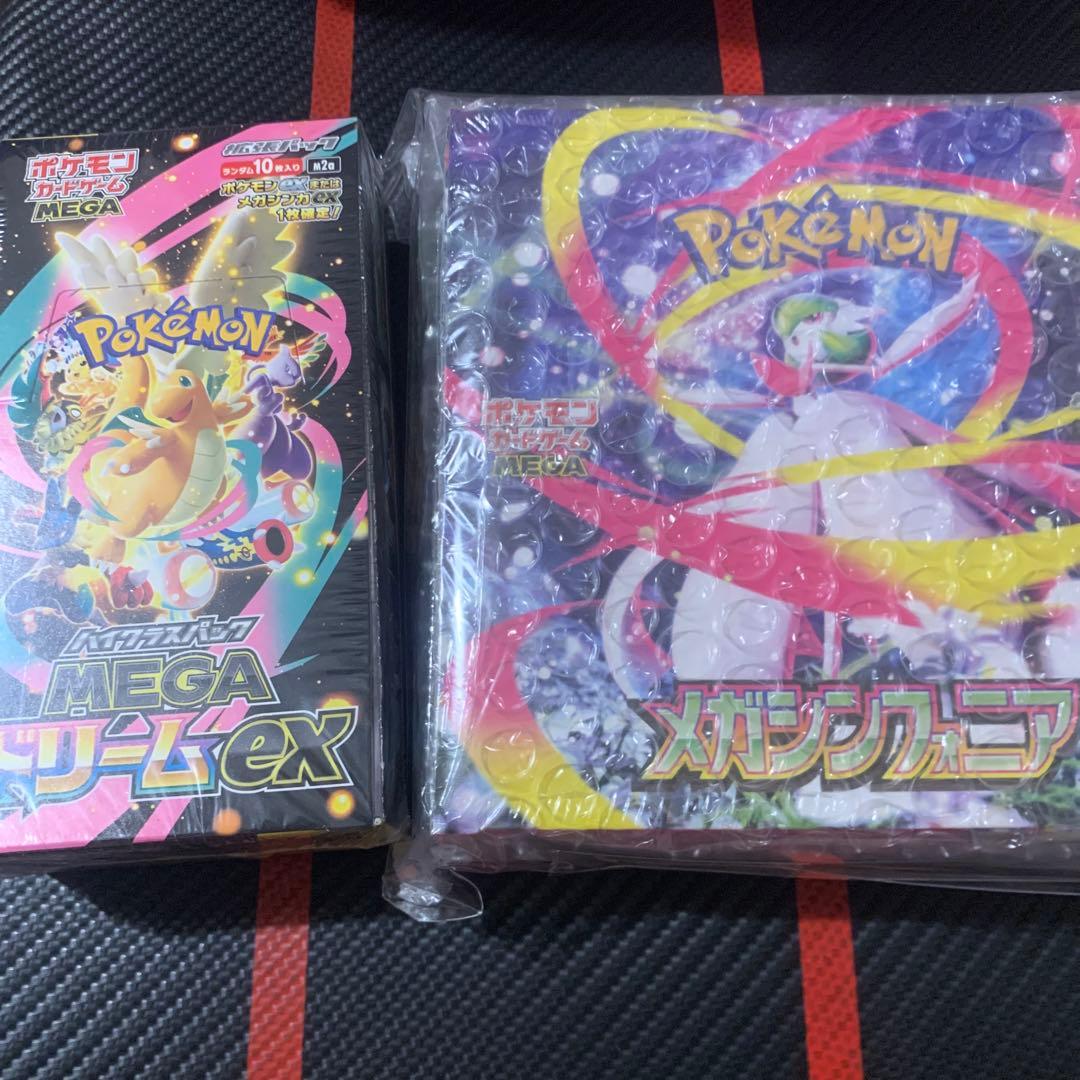 ポケモン
カードゲーム
MEGA
拡張パック
ランダム10枚入り M2a
ポケモンexまたは
メガシンカex
1枚確定!
POKéMON
ハイクラスパック
MEGA
ドリームex
POKéMON
ポケモン
カードゲーム
MEGA
メガシンフォニア